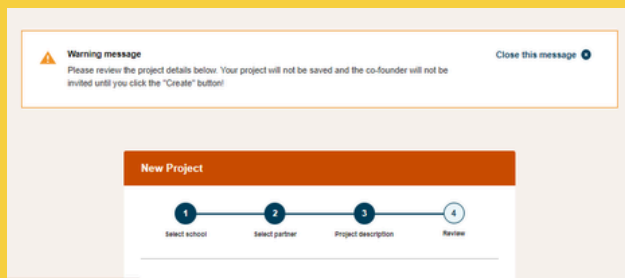 Warning message
Close this message
Please review the project details below. Your project will not be saved and the co-founder will not be
invited until you click the "Create" button!
New Project
1 2 3 4
Select school Select partner Project description Review